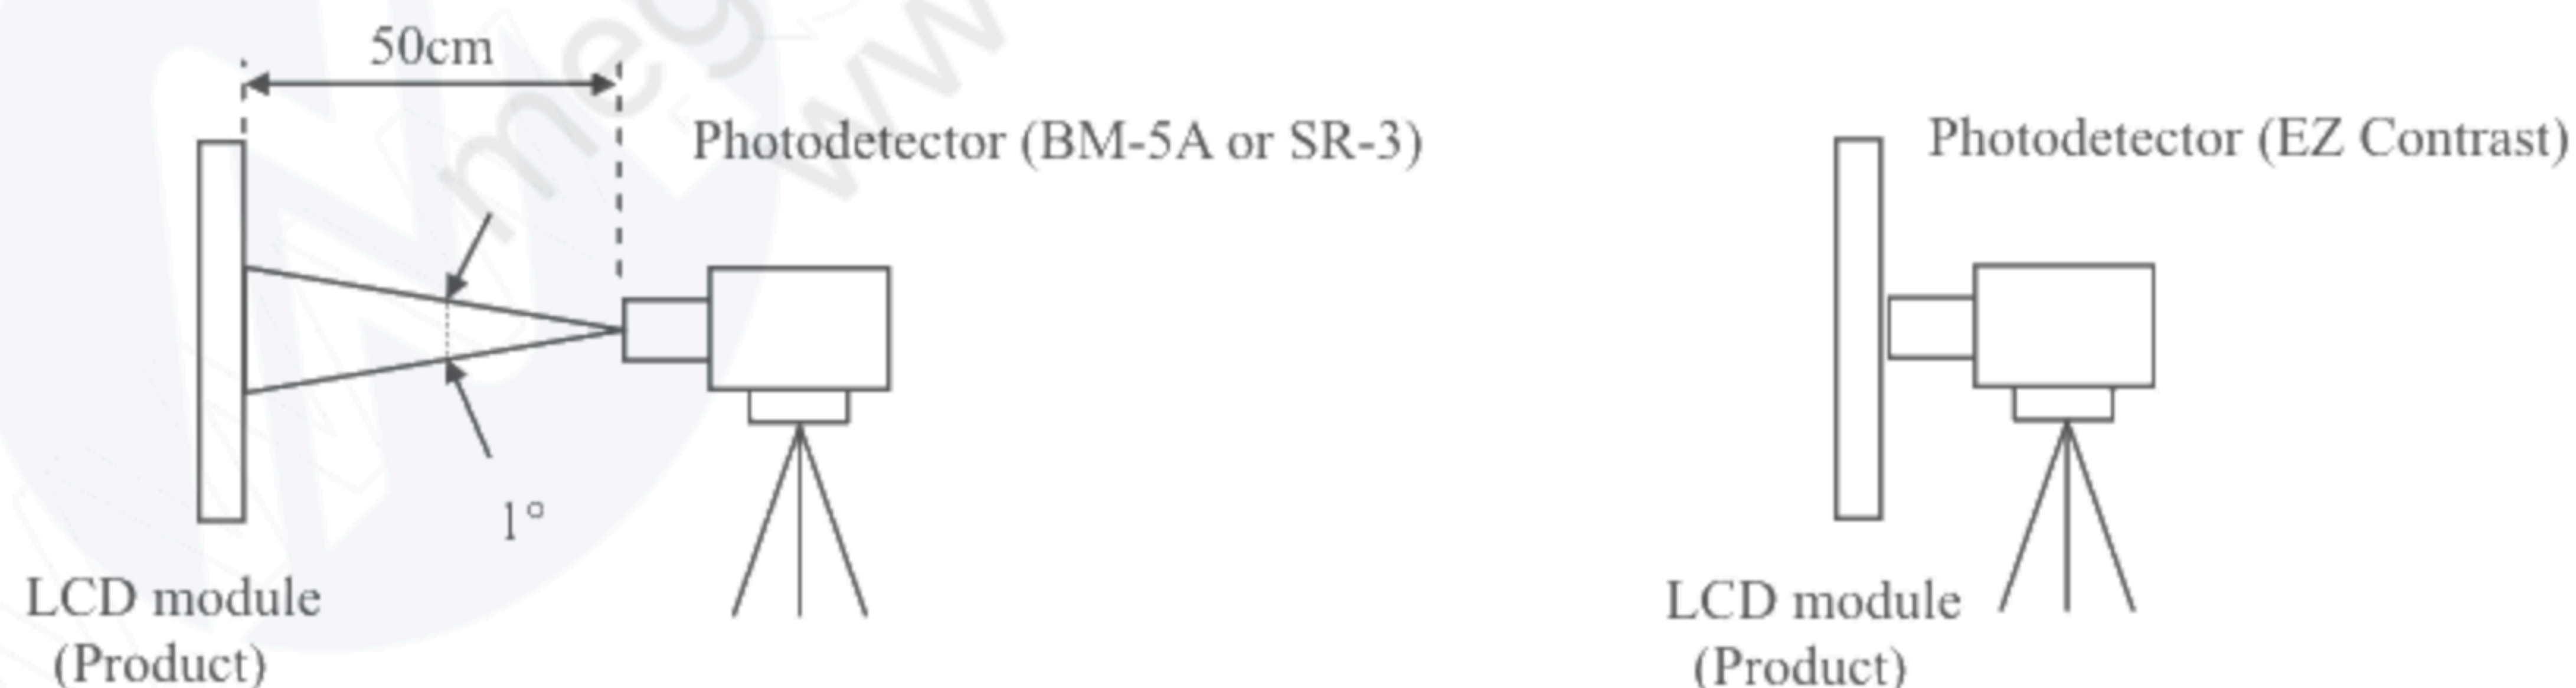 50cm
Photodetector (BM-5A or SR-3)
1°
LCD module
(Product)
Photodetector (EZ Contrast)
LCD module
(Product)